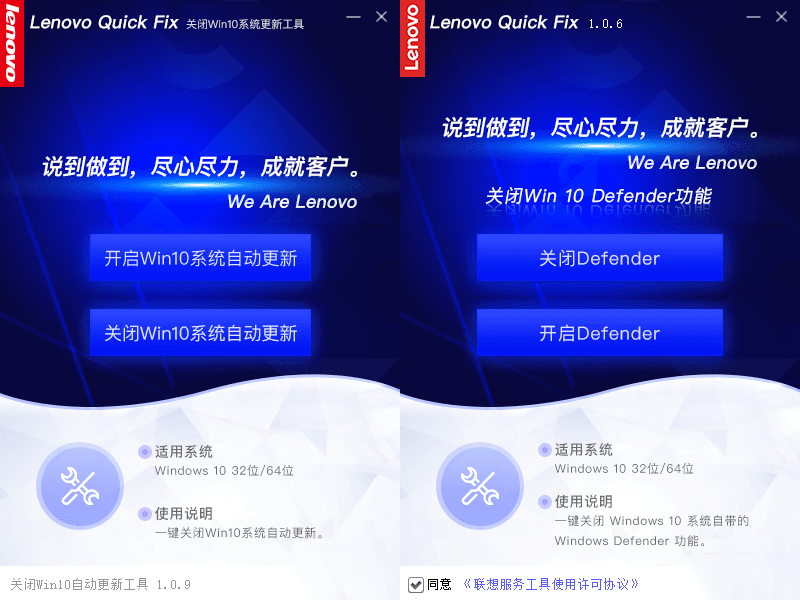 lenovo
Lenovo Quick Fix 关闭Win10系统更新工具
说到做到，尽心尽力，成就客户。
We Are Lenovo
开启Win10系统自动更新
关闭Win10系统自动更新
适用系统
Windows 10 32位/64位
使用说明
一键关闭Win10系统自动更新。
关闭Win10自动更新工具 1.0.9
Lenovo
Lenovo Quick Fix 1.0.6
说到做到，尽心尽力，成就客户。
We Are Lenovo
关闭Win 10 Defender功能
关闭Defender
开启Defender
适用系统
Windows 10 32位/64位
使用说明
一键关闭 Windows 10 系统自带的
Windows Defender 功能。
同意 《联想服务工具使用许可协议》